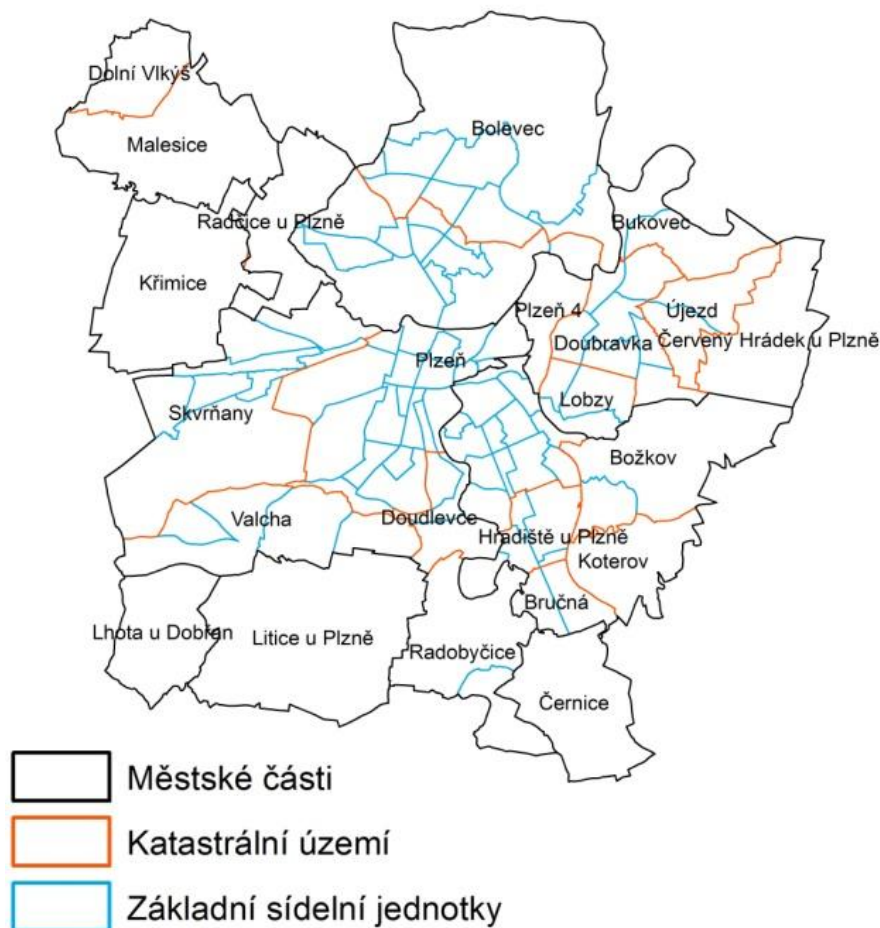 Dolní Vlkýš
Bolevec
Malesice
Radčice u Plzně
Bukovec
Křimice
Plzeň 4
Újezd
Doubravka
Červený Hrádek u Plzně
Plzeň
Lobzy
Skvrňany
Božkov
Valcha
Doudlevce
Hradiště u Plzně
Koterov
Bručná
Lhota u Dobřan
Litice u Plzně
Radobyčice
Černice
Městské části
Katastrální území
Základní sídelní jednotky